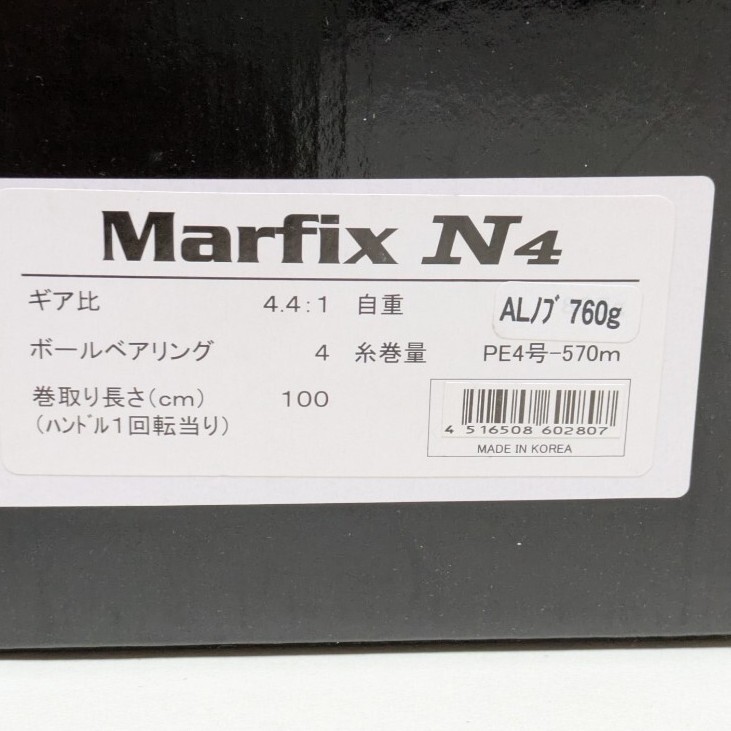 Marfix N4
ギア比 4.4:1 自重 ALノブ 760g
ボールベアリング 4 糸巻量 PE4号-570m
巻取り長さ(cm) 100
(ハンドル1回転当り)
4 516508 602807
MADE IN KOREA